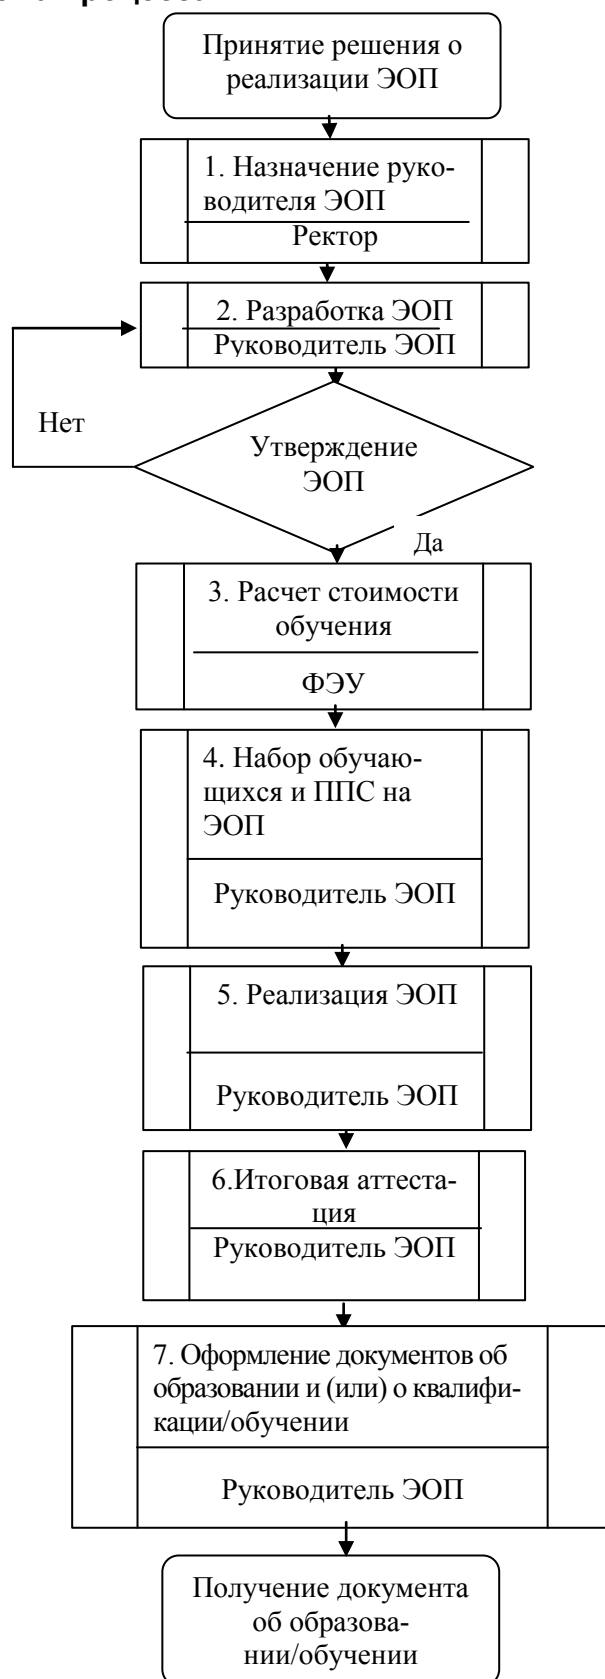 Принятие решения о
реализации ЭОП
1. Назначение руко-
водителя ЭОП
Ректор
2. Разработка ЭОП
Руководитель ЭОП
Нет
Утверждение
ЭОП
Да
3. Расчет стоимости
обучения
ФЭУ
4. Набор обучаю-
щихся и ППС на
ЭОП
Руководитель ЭОП
5. Реализация ЭОП
Руководитель ЭОП
6.Итоговая аттеста-
ция
Руководитель ЭОП
7. Оформление документов об
образовании и (или) о квалифи-
кации/обучении
Руководитель ЭОП
Получение документа
об образова-
нии/обучении